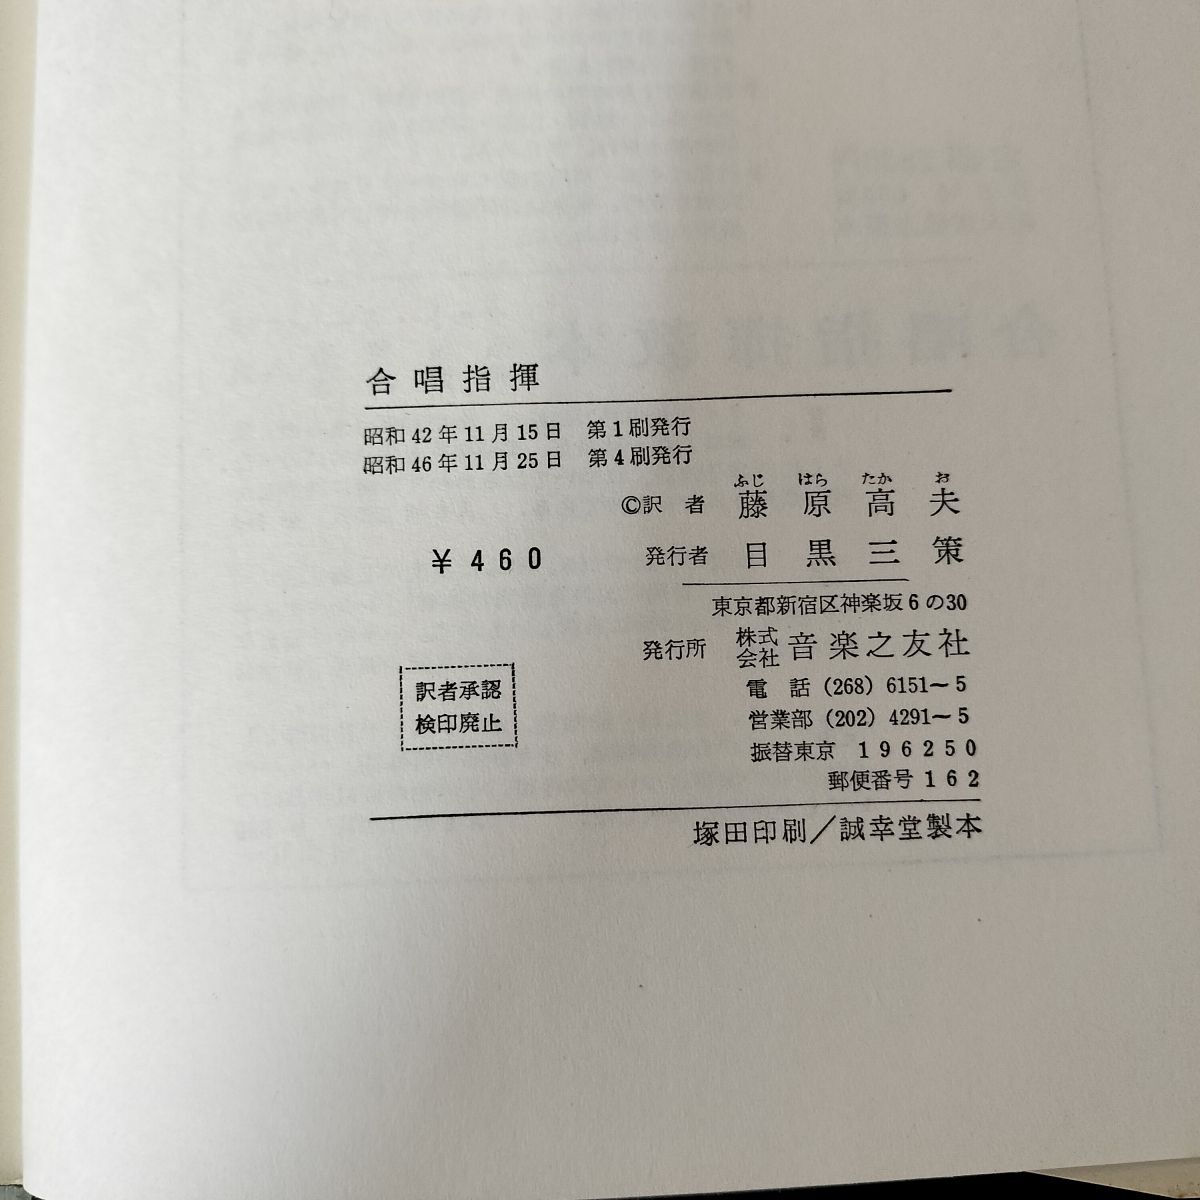 合唱指揮
昭和42年11月15日 第1刷発行
昭和46年11月25日 第4刷発行
ふじ はら たか お
©訳 者 藤 原 高 夫
¥460
発行者 目 黒 三 策
東京都新宿区神楽坂6の30
発行所 株式会社 音楽之友社
訳者承認
検印廃止
電 話 (268) 6151〜5
営業部 (202) 4291〜5
振替東京 196250
郵便番号 162
塚田印刷/誠幸堂製本